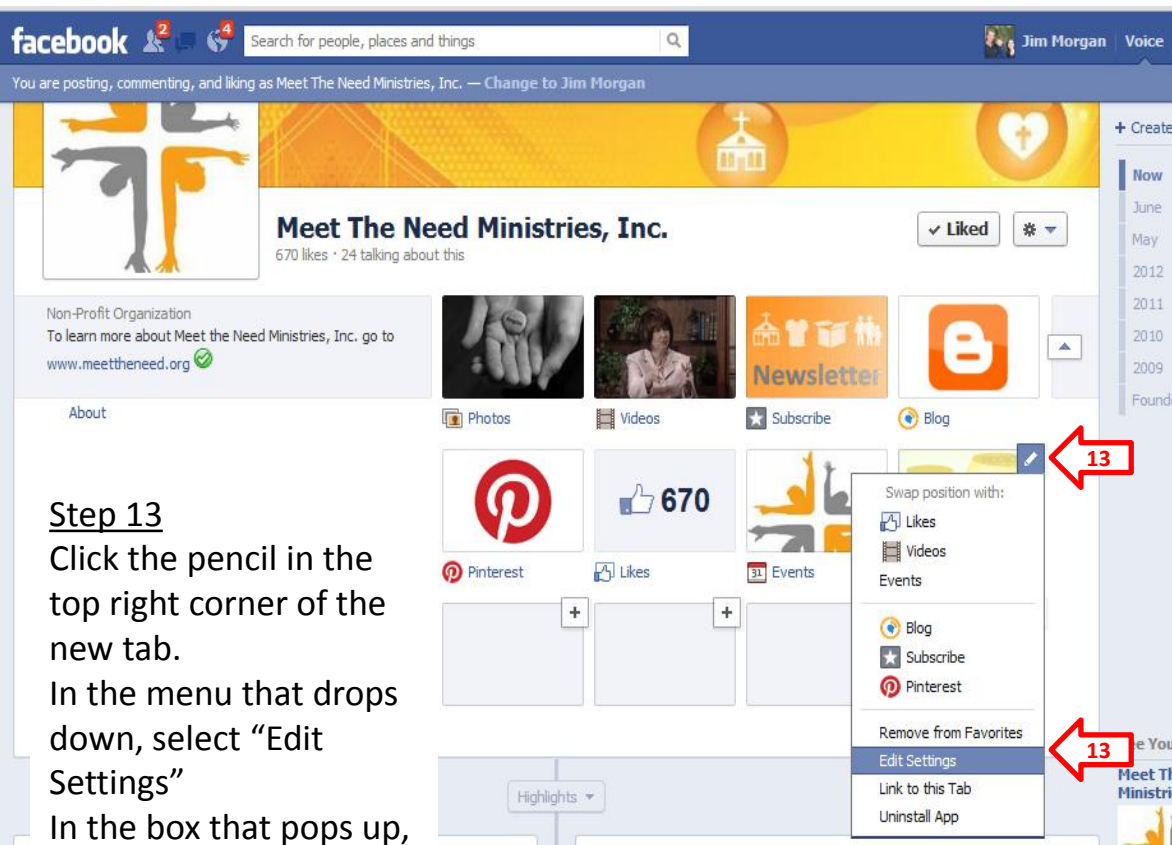 facebook 2 4 Search for people, places and things Jim Morgan Voice
You are posting, commenting, and liking as Meet The Need Ministries, Inc. — Change to Jim Morgan
+ Create
Now
June
May
2012
2011
2010
2009
Meet The Need Ministries, Inc.
670 likes · 24 talking about this
✓ Liked
Non-Profit Organization
To learn more about Meet the Need Ministries, Inc. go to
www.meettheneed.org
About
Newsletter
Photos Videos Subscribe Blog
13
670
31
Pinterest Likes Events
Swap position with:
Likes
Videos
Events
Blog
Subscribe
Pinterest
Remove from Favorites
Edit Settings
Link to this Tab
Uninstall App
13
Step 13
Click the pencil in the
top right corner of the
new tab.
In the menu that drops
down, select “Edit
Settings”
In the box that pops up,
Highlights
+ +
e You
Meet Th
Ministri